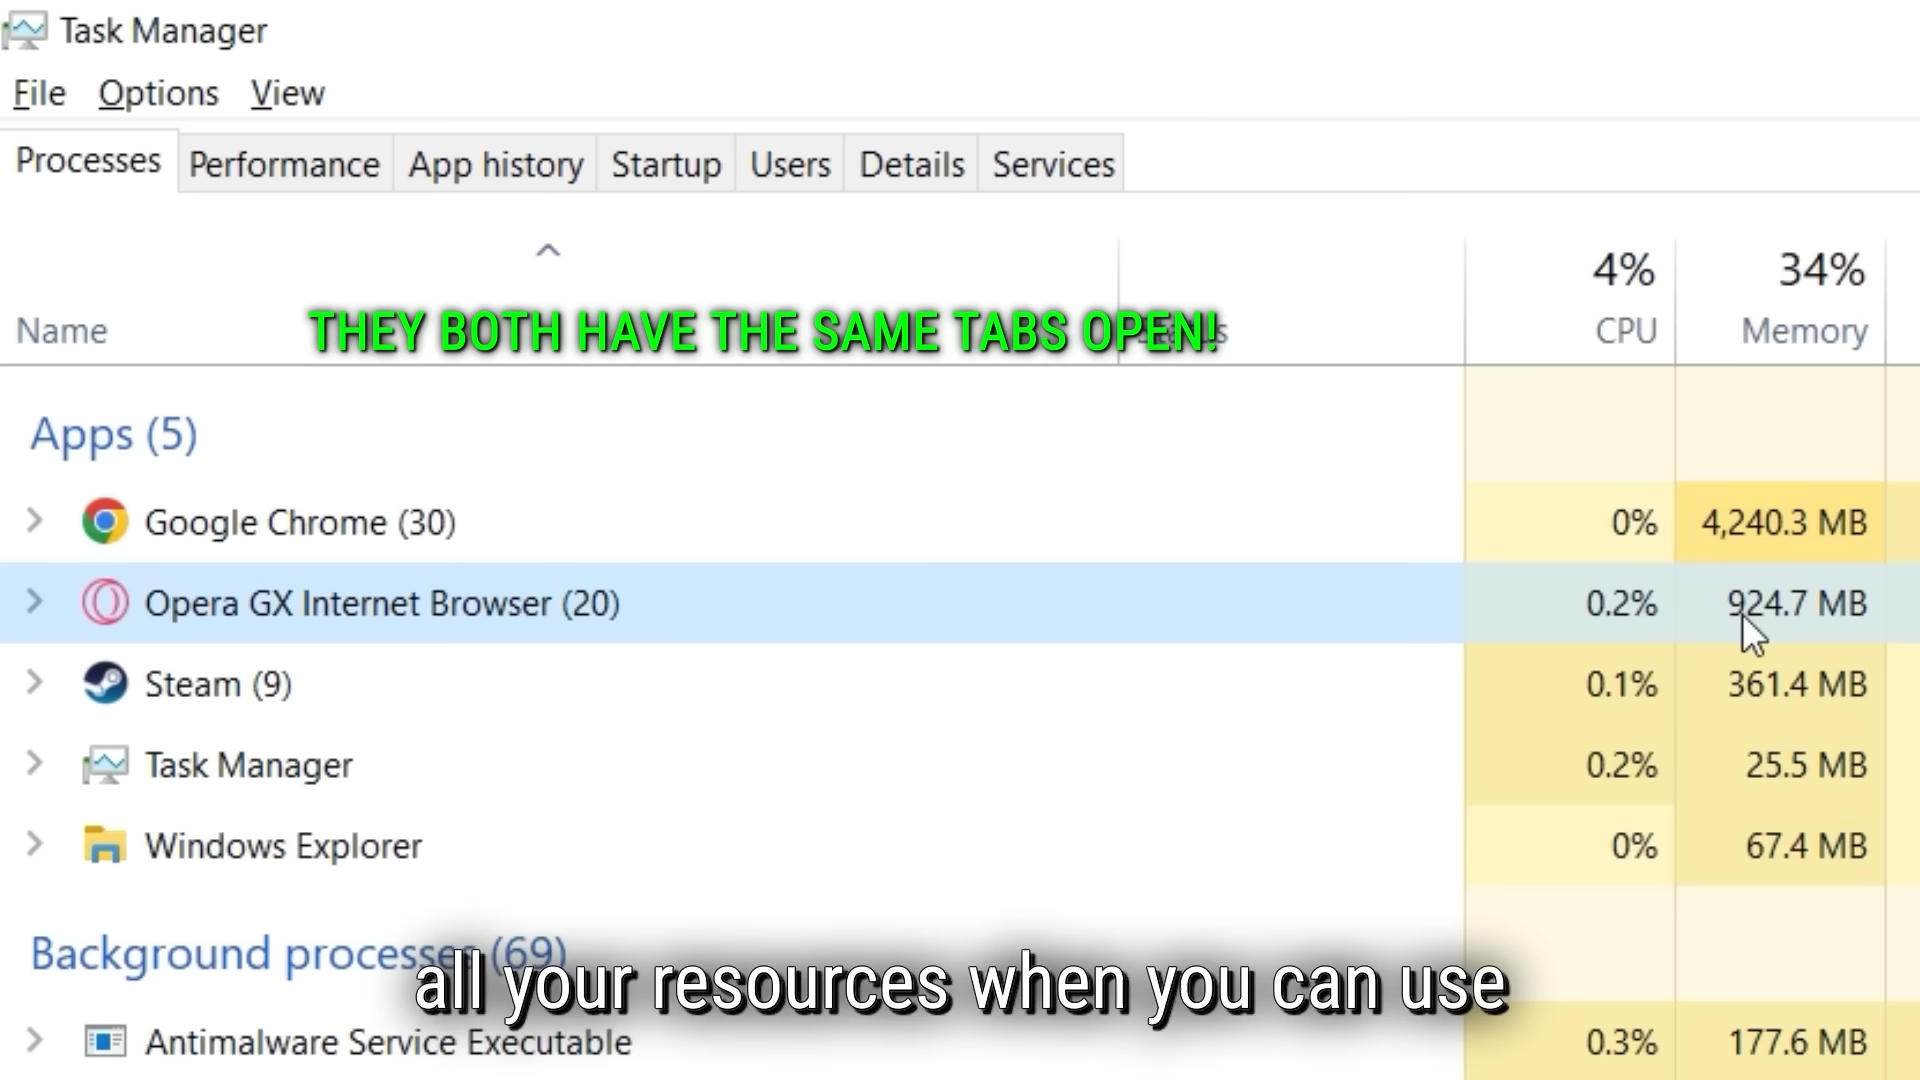 Task Manager
File Options View
Processes Performance App history Startup Users Details Services
4% 34%
Name THEY BOTH HAVE THE SAME TABS OPEN! CPU Memory
Apps (5)
Google Chrome (30) 0% 4,240.3 MB
Opera GX Internet Browser (20) 0.2% 924.7 MB
Steam (9) 0.1% 361.4 MB
Task Manager 0.2% 25.5 MB
Windows Explorer 0% 67.4 MB
Background processes (69)
all your resources when you can use
Antimalware Service Executable 0.3% 177.6 MB